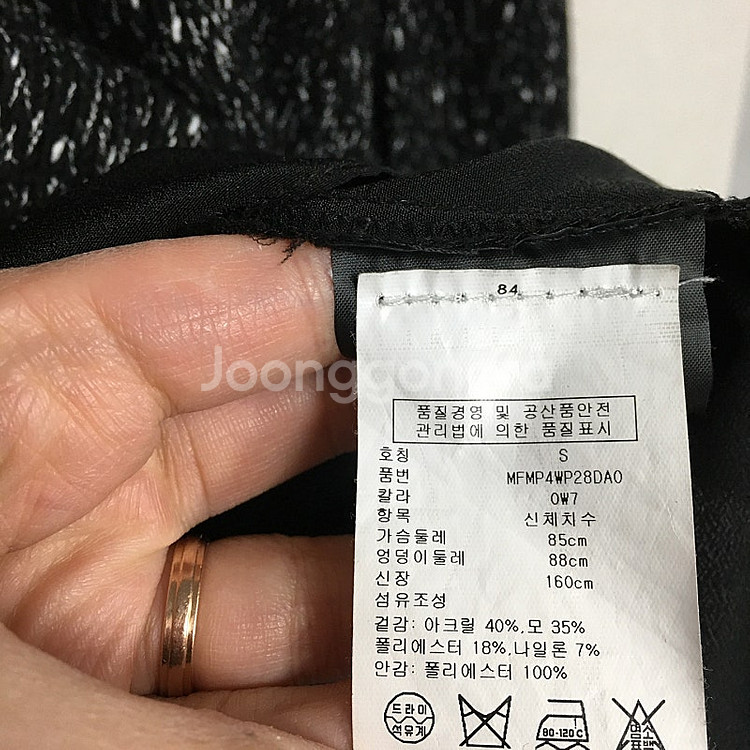 84
Joonggonara
품질경영 및 공산품안전
관리법에 의한 품질표시
호칭 S
품번 MFMP4WP28DA0
칼라 OW7
항목 신체치수
가슴둘레 85cm
엉덩이둘레 88cm
신장 160cm
섬유조성
겉감: 아크릴 40%,모 35%
폴리에스터 18%,나일론 7%
안감: 폴리에스터 100%
드라이 80-120℃
석유계